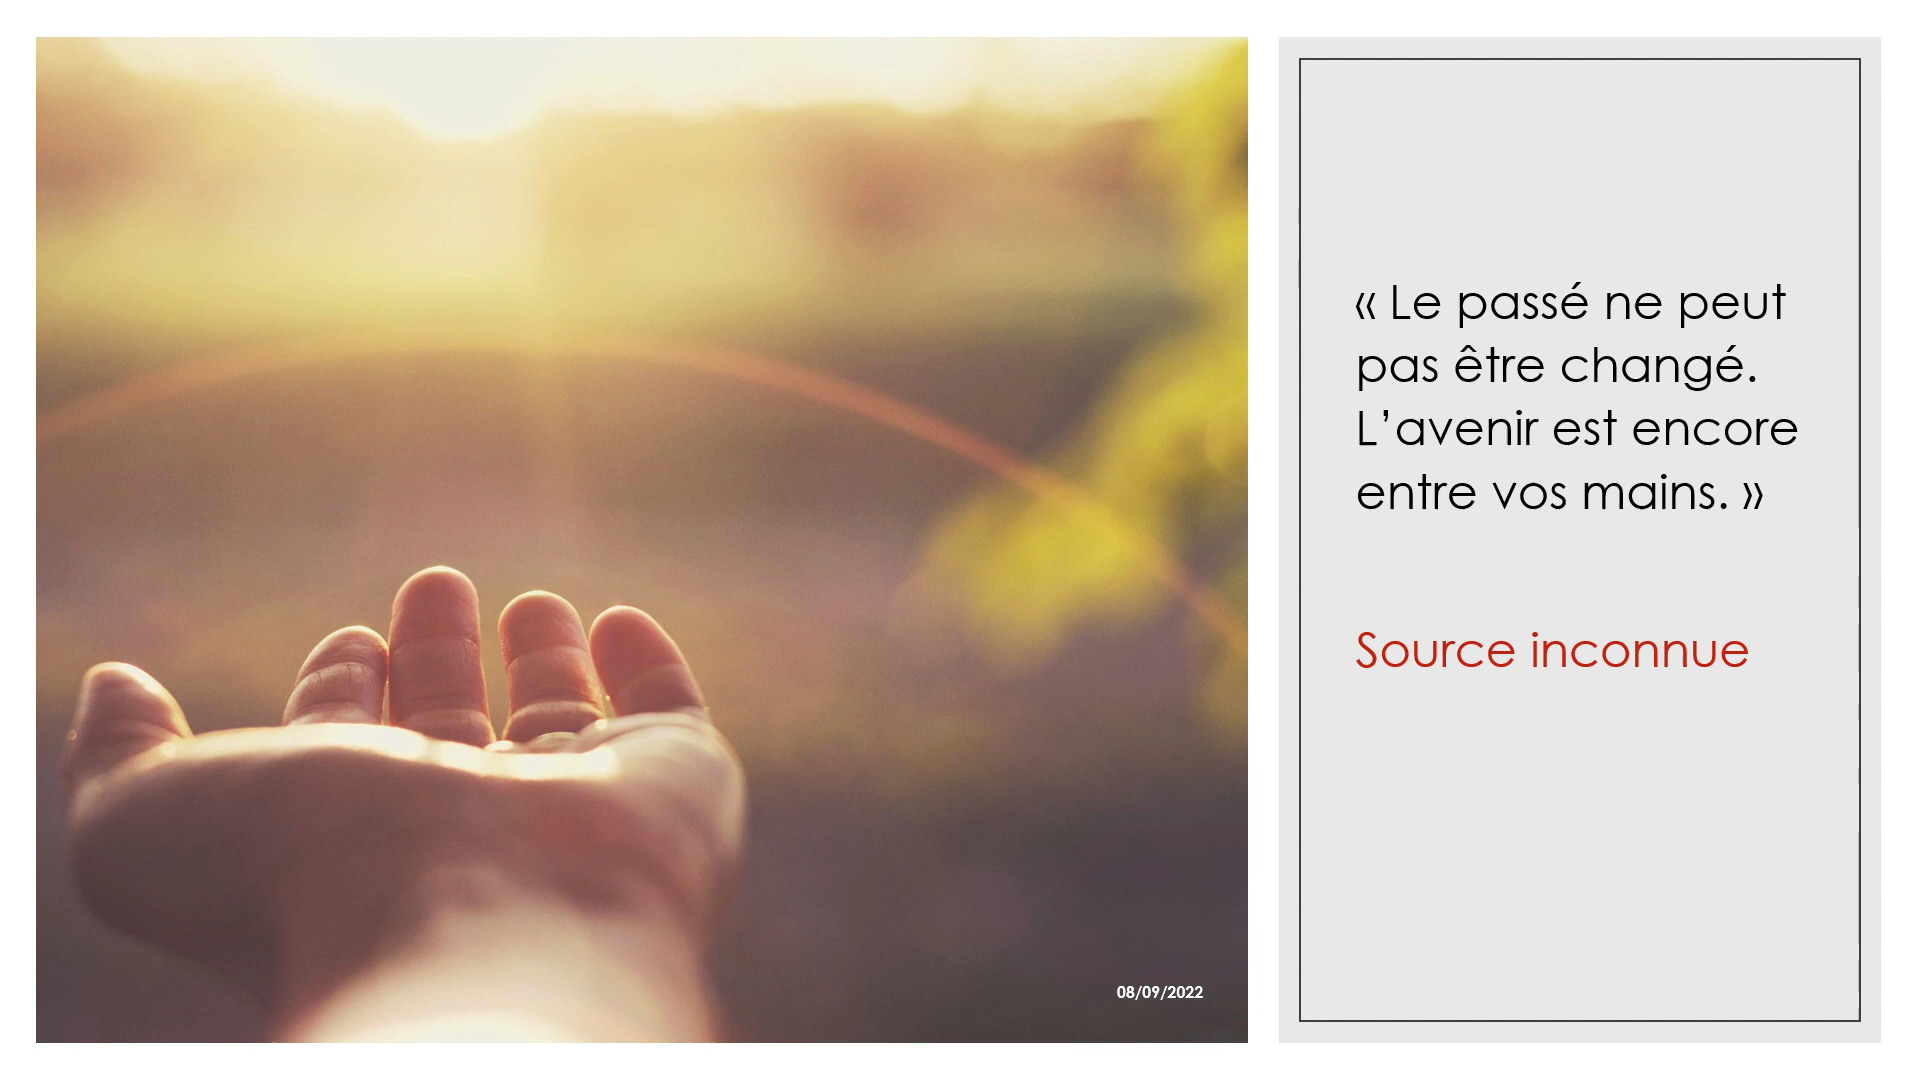 « Le passé ne peut
pas être changé.
L’avenir est encore
entre vos mains. »
Source inconnue
08/09/2022